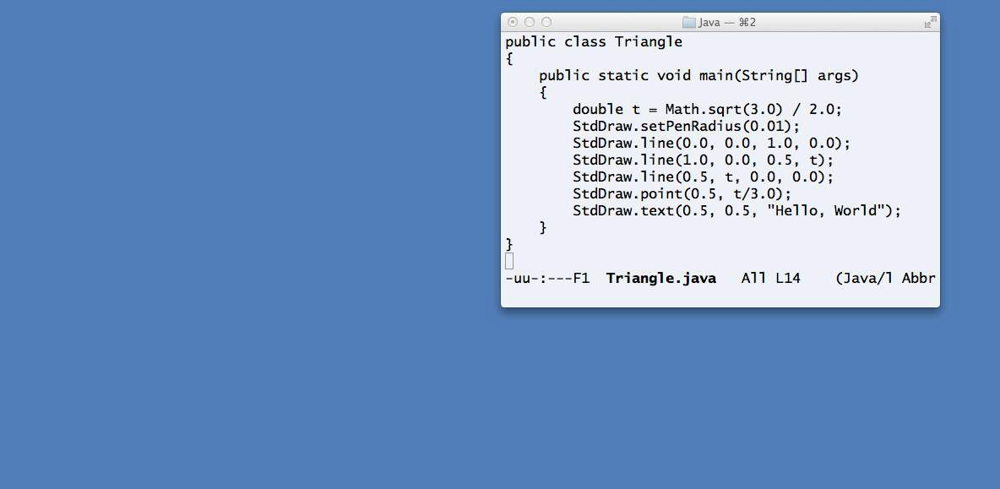 Java — ⌘2
public class Triangle
{
    public static void main(String[] args)
    {
        double t = Math.sqrt(3.0) / 2.0;
        StdDraw.setPenRadius(0.01);
        StdDraw.line(0.0, 0.0, 1.0, 0.0);
        StdDraw.line(1.0, 0.0, 0.5, t);
        StdDraw.line(0.5, t, 0.0, 0.0);
        StdDraw.point(0.5, t/3.0);
        StdDraw.text(0.5, 0.5, "Hello, World");
    }
}
-uu-:---F1  Triangle.java   All L14    (Java/l Abbr